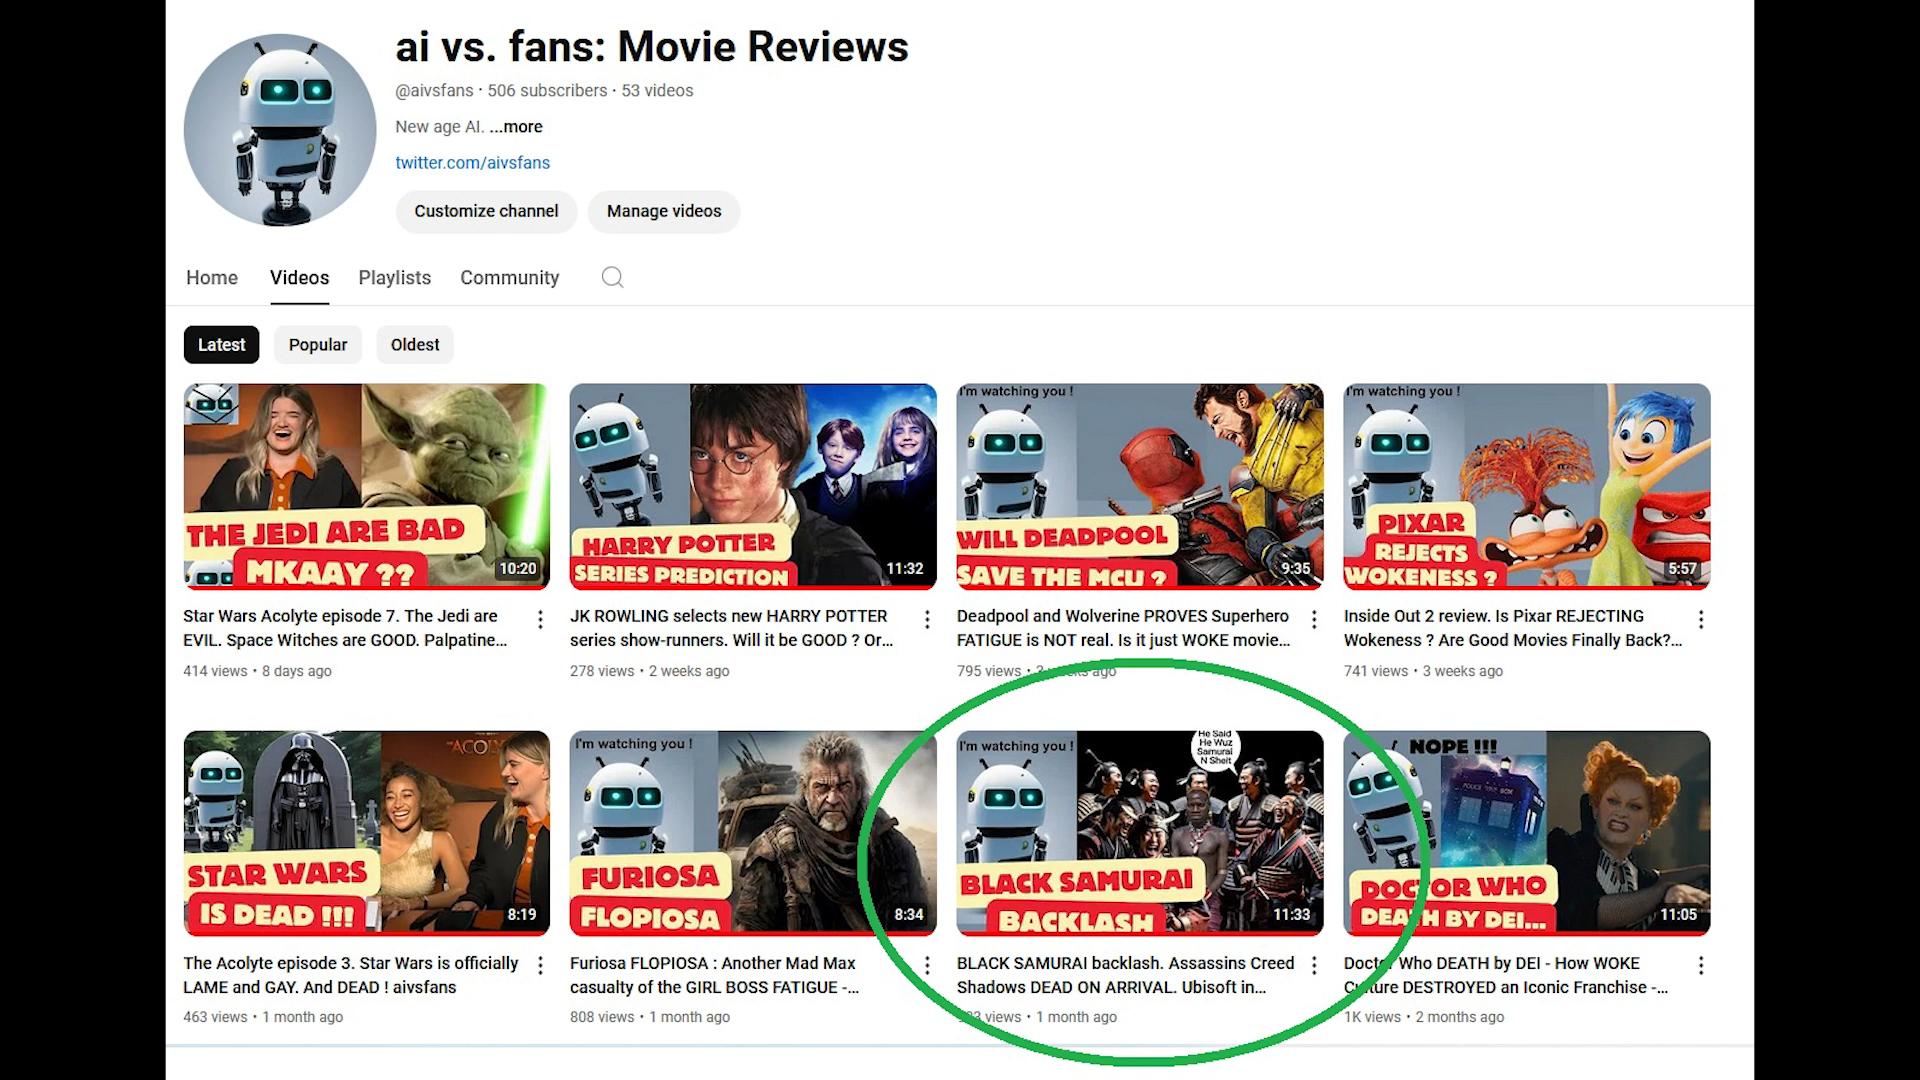 ai vs. fans: Movie Reviews
@aivsfans · 506 subscribers · 53 videos
New age AI. ...more
twitter.com/aivsfans
Customize channel Manage videos
Home Videos Playlists Community
Latest Popular Oldest
THE JEDI ARE BAD
MKAAY ??
10:20
HARRY POTTER
SERIES PREDICTION
11:32
I'm watching you !
WILL DEADPOOL
SAVE THE MCU ?
9:35
I'm watching you !
PIXAR
REJECTS
WOKENESS ?
5:57
Star Wars Acolyte episode 7. The Jedi are
EVIL. Space Witches are GOOD. Palpatine...
414 views · 8 days ago
JK ROWLING selects new HARRY POTTER
series show-runners. Will it be GOOD ? Or...
278 views · 2 weeks ago
Deadpool and Wolverine PROVES Superhero
FATIGUE is NOT real. Is it just WOKE movie...
795 views · weeks ago
Inside Out 2 review. Is Pixar REJECTING
Wokeness ? Are Good Movies Finally Back?...
741 views · 3 weeks ago
STAR WARS
IS DEAD !!!
8:19
I'm watching you !
FURIOSA
FLOPIOSA
8:34
I'm watching you !
He Said
He Wuz
Samurai
N Sheit
BLACK SAMURAI
BACKLASH
11:33
NOPE !!!
POLICE BOX
DOCTOR WHO
DEATH BY DEI...
11:05
The Acolyte episode 3. Star Wars is officially
LAME and GAY. And DEAD ! aivsfans
463 views · 1 month ago
Furiosa FLOPIOSA : Another Mad Max
casualty of the GIRL BOSS FATIGUE -...
808 views · 1 month ago
BLACK SAMURAI backlash. Assassins Creed
Shadows DEAD ON ARRIVAL. Ubisoft in...
views · 1 month ago
Doctor Who DEATH by DEI - How WOKE
Culture DESTROYED an Iconic Franchise -...
1K views · 2 months ago